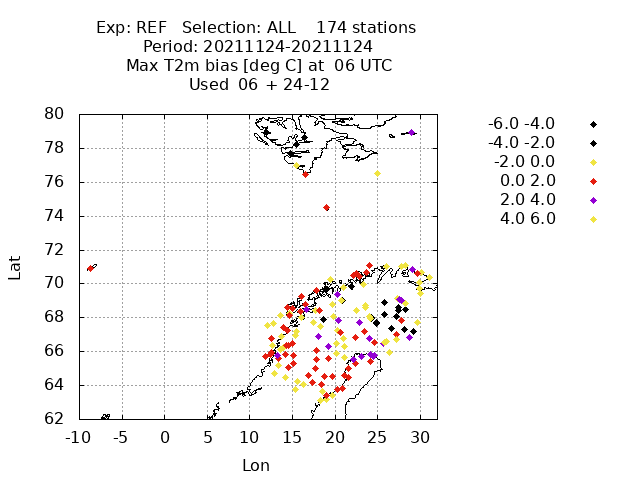 Exp: REF   Selection: ALL    174 stations
Period: 20211124-20211124
Max T2m bias [deg C] at  06 UTC
Used  06 + 24-12
-6.0 -4.0
-4.0 -2.0
-2.0 0.0
0.0 2.0
2.0 4.0
4.0 6.0
Lat
80
78
76
74
72
70
68
66
64
62
-10 -5 0 5 10 15 20 25 30
Lon